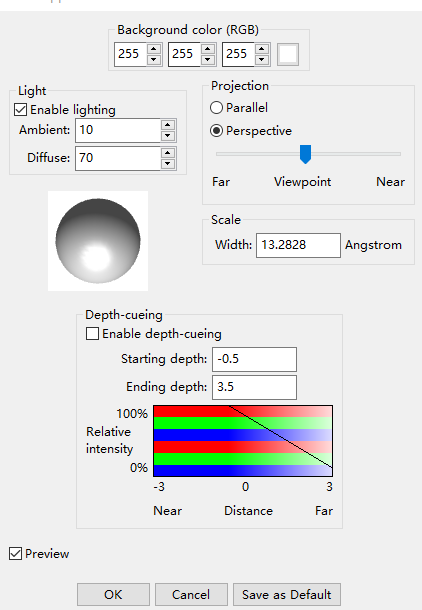 Background color (RGB)
255 255 255
Light
Enable lighting
Ambient: 10
Diffuse: 70
Projection
Parallel
Perspective
Far Viewpoint Near
Scale
Width: 13.2828 Angstrom
Depth-cueing
Enable depth-cueing
Starting depth: -0.5
Ending depth: 3.5
100%
Relative
intensity
0%
-3 0 3
Near Distance Far
Preview
OK Cancel Save as Default